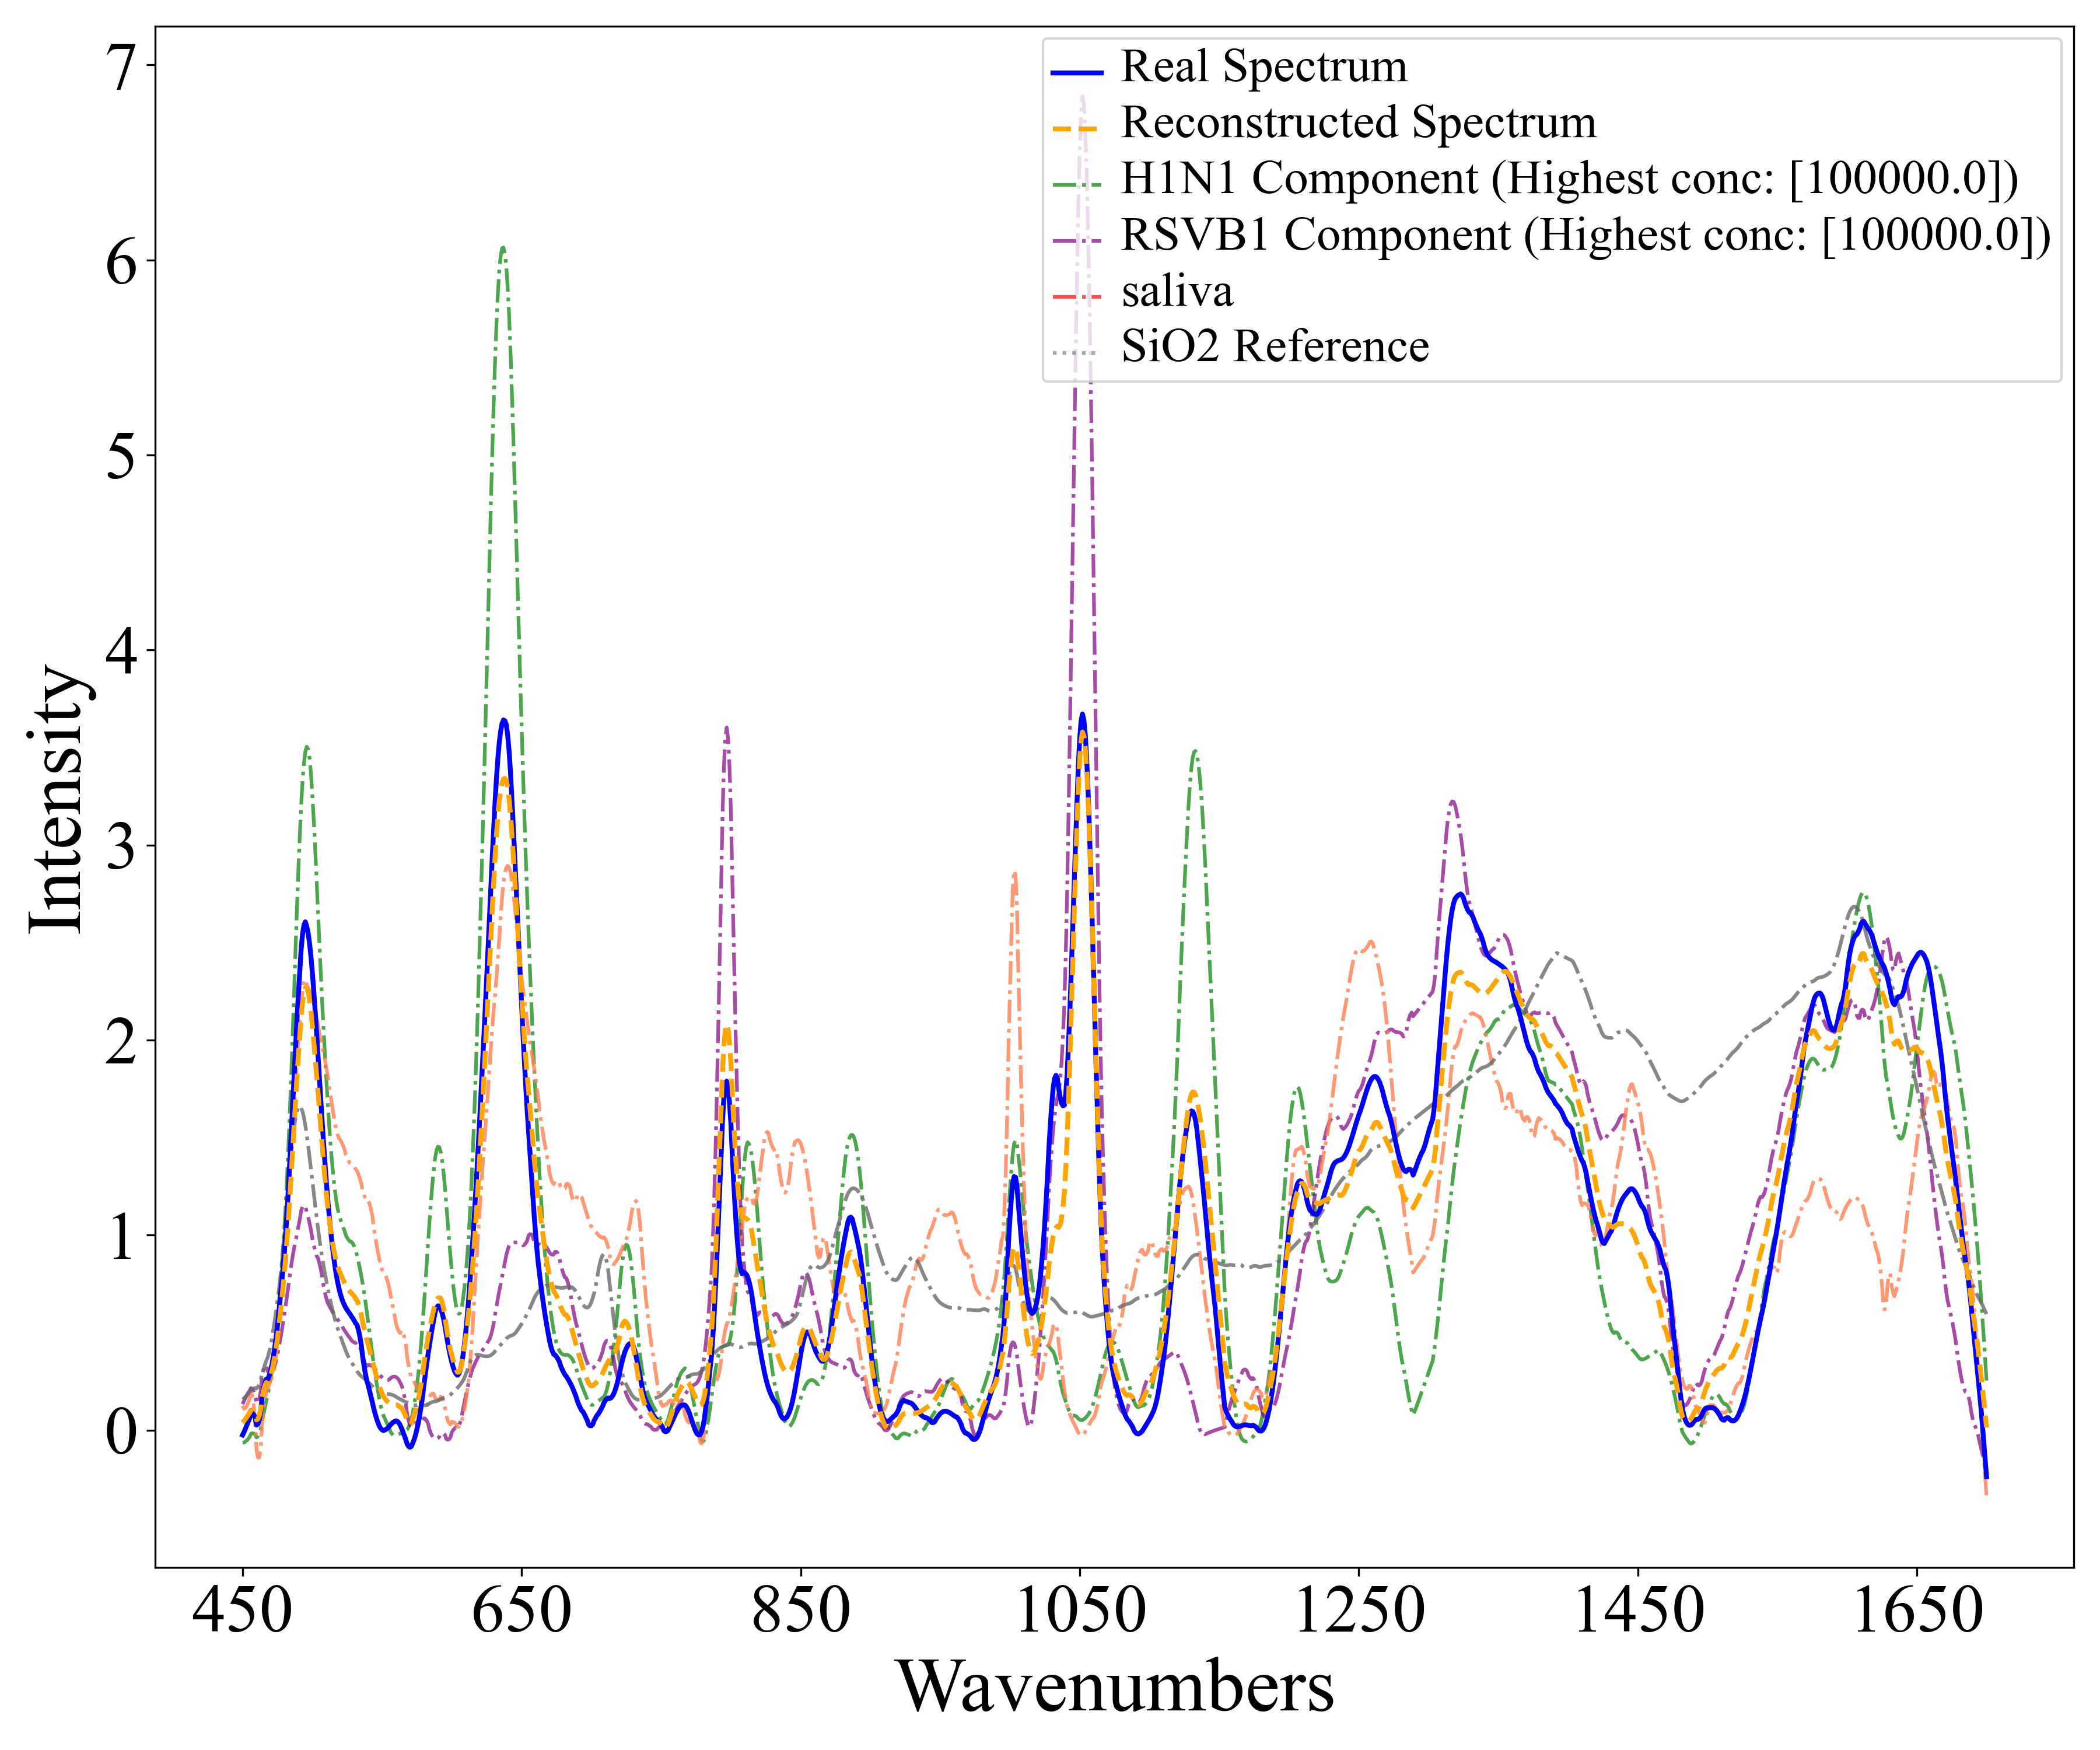 7
6
5
4
3
2
1
0
Intensity
Real Spectrum
Reconstructed Spectrum
H1N1 Component (Highest conc: [100000.0])
RSVB1 Component (Highest conc: [100000.0])
saliva
SiO2 Reference
450 650 850 1050 1250 1450 1650
Wavenumbers